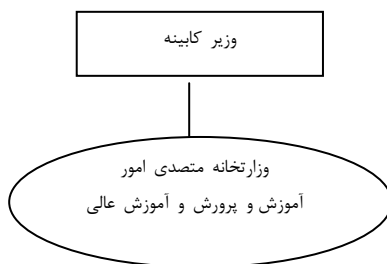 وزیر کابینه
وزارتخانه متصدی امور
آموزش و پرورش و آموزش عالی